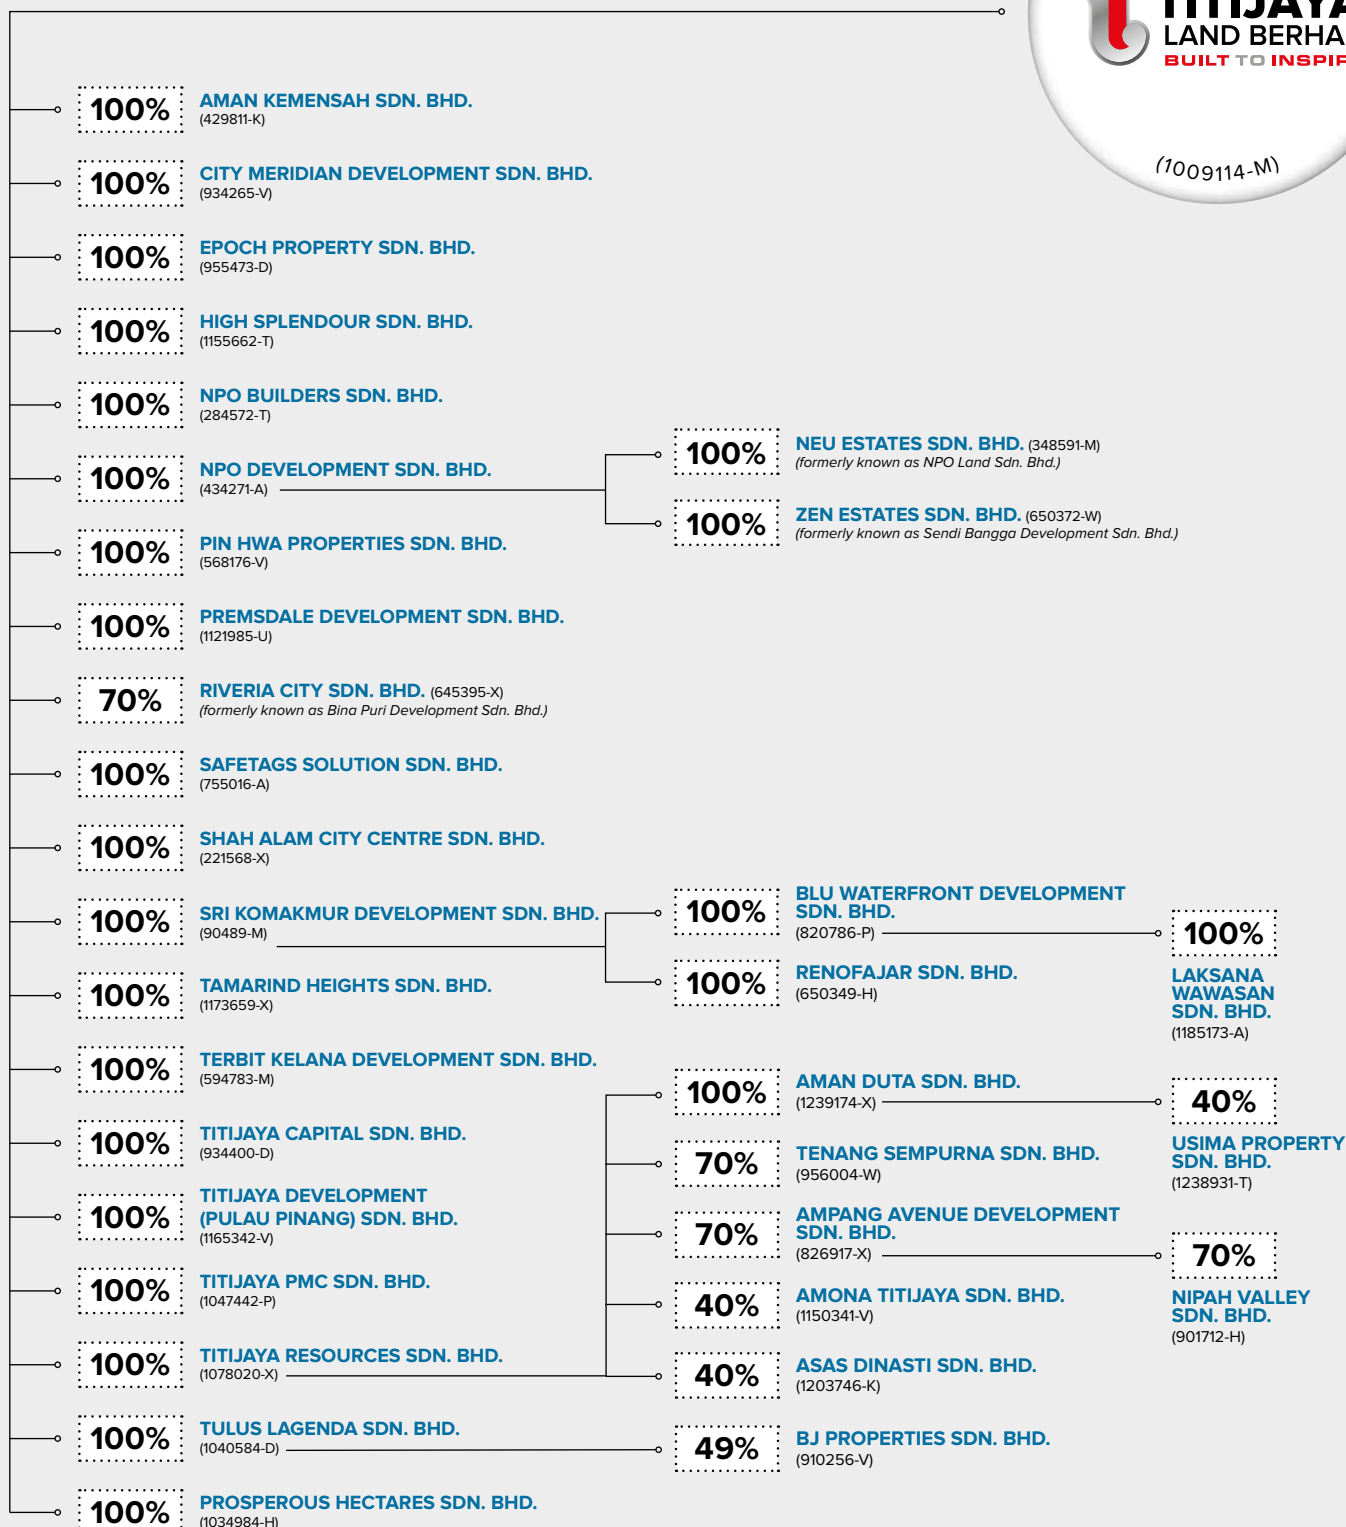 LAND
BUILT TO
(1009114-M)
100%
AMAN KEMENSAH SDN. BHD.
(429811-K)
100%
CITY MERIDIAN DEVELOPMENT SDN. BHD.
(934265-V)
100%
EPOCH PROPERTY SDN. BHD.
(955473-D)
100%
HIGH SPLENDOUR SDN. BHD.
(1155662-T)
100%
NPO BUILDERS SDN. BHD.
(284572-T)
100%
NPO DEVELOPMENT SDN. BHD.
(434271-A)
100%
NEU ESTATES SDN. BHD. (348591-M)
(formerly known as NPO Land Sdn. Bhd.)
100%
ZEN ESTATES SDN. BHD. (650372-W)
(formerly known as Sendi Bangga Development Sdn. Bhd.)
100%
PIN HWA PROPERTIES SDN. BHD.
(568176-V)
100%
PREMSDALE DEVELOPMENT SDN. BHD.
(1121985-U)
70%
RIVERIA CITY SDN. BHD. (645395-X)
(formerly known as Bina Puri Development Sdn. Bhd.)
100%
SAFETAGS SOLUTION SDN. BHD.
(755016-A)
100%
SHAH ALAM CITY CENTRE SDN. BHD.
(221568-X)
100%
SRI KOMAKMUR DEVELOPMENT SDN. BHD.
(90489-M)
100%
BLU WATERFRONT DEVELOPMENT
SDN. BHD.
(820786-P)
100%
LAKSANA
WAWASAN
SDN. BHD.
(1185173-A)
100%
RENOFAJAR SDN. BHD.
(650349-H)
100%
TAMARIND HEIGHTS SDN. BHD.
(1173659-X)
100%
TERBIT KELANA DEVELOPMENT SDN. BHD.
(594783-M)
100%
TITIJAYA CAPITAL SDN. BHD.
(934400-D)
100%
TITIJAYA DEVELOPMENT
(PULAU PINANG) SDN. BHD.
(1165342-V)
100%
TITIJAYA PMC SDN. BHD.
(1047442-P)
100%
TITIJAYA RESOURCES SDN. BHD.
(1078020-X)
100%
AMAN DUTA SDN. BHD.
(1239174-X)
40%
USIMA PROPERTY
SDN. BHD.
(1238931-T)
70%
TENANG SEMPURNA SDN. BHD.
(956004-W)
70%
AMPANG AVENUE DEVELOPMENT
SDN. BHD.
(826917-X)
70%
NIPAH VALLEY
SDN. BHD.
(901712-H)
40%
AMONA TITIJAYA SDN. BHD.
(1150341-V)
40%
ASAS DINASTI SDN. BHD.
(1203746-K)
100%
TULUS LAGENDA SDN. BHD.
(1040584-D)
49%
BJ PROPERTIES SDN. BHD.
(910256-V)
100%
PROSPEROUS HECTARES SDN. BHD.
(1034984-H)